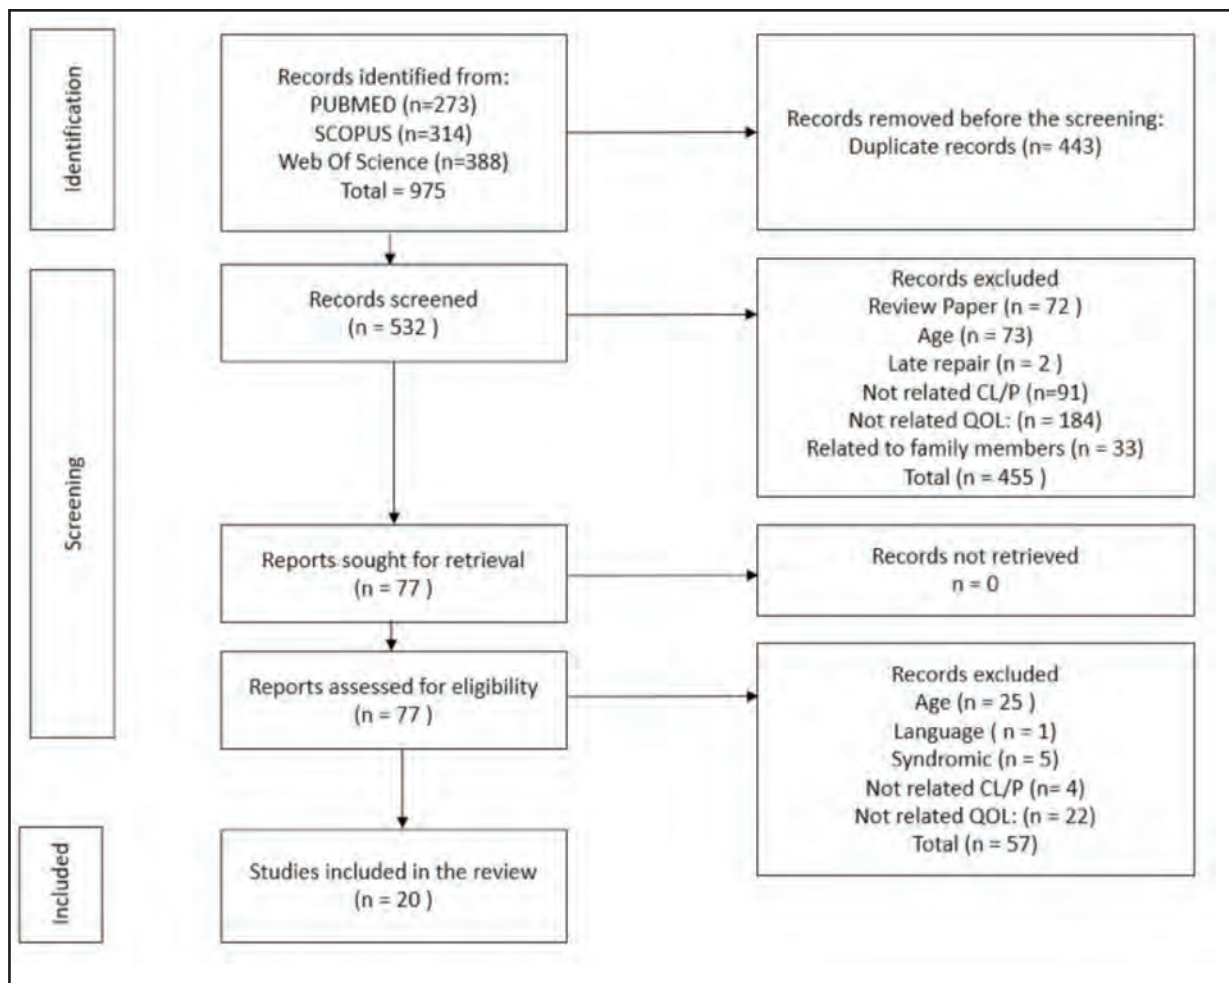 Identification
Records identified from:
PUBMED (n=273)
SCOPUS (n=314)
Web Of Science (n=388)
Total = 975
Records removed before the screening:
Duplicate records (n= 443)
Screening
Records screened
(n = 532 )
Records excluded
Review Paper (n = 72 )
Age (n = 73)
Late repair (n = 2 )
Not related CL/P (n=91)
Not related QOL: (n = 184)
Related to family members (n = 33)
Total (n = 455 )
Reports sought for retrieval
(n = 77 )
Records not retrieved
n = 0
Reports assessed for eligibility
(n = 77 )
Records excluded
Age (n = 25 )
Language ( n = 1)
Syndromic (n = 5)
Not related CL/P (n= 4)
Not related QOL: (n = 22)
Total (n = 57)
Included
Studies included in the review
(n = 20 )